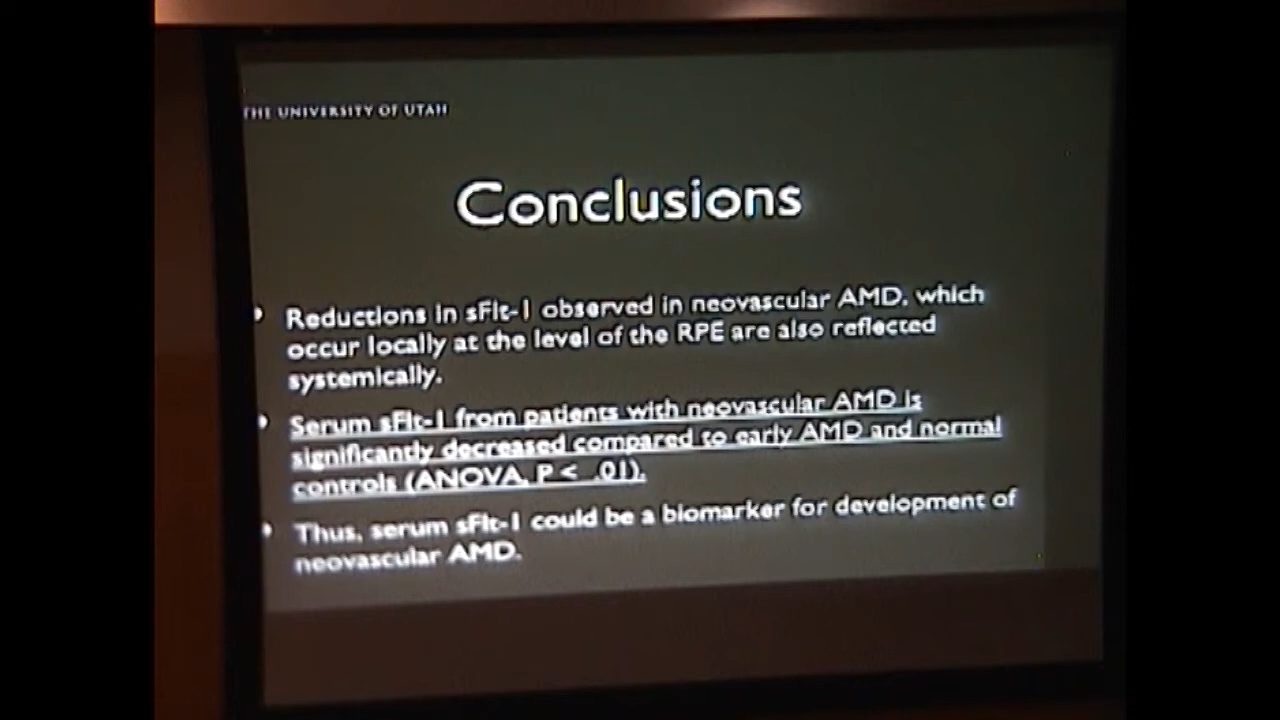 THE UNIVERSITY OF UTAH
Conclusions
• Reductions in sFlt-1 observed in neovascular AMD, which
occur locally at the level of the RPE are also reflected
systemically.
• Serum sFlt-1 from patients with neovascular AMD is
significantly decreased compared to early AMD and normal
controls (ANOVA, P < .01).
• Thus, serum sFlt-1 could be a biomarker for development of
neovascular AMD.